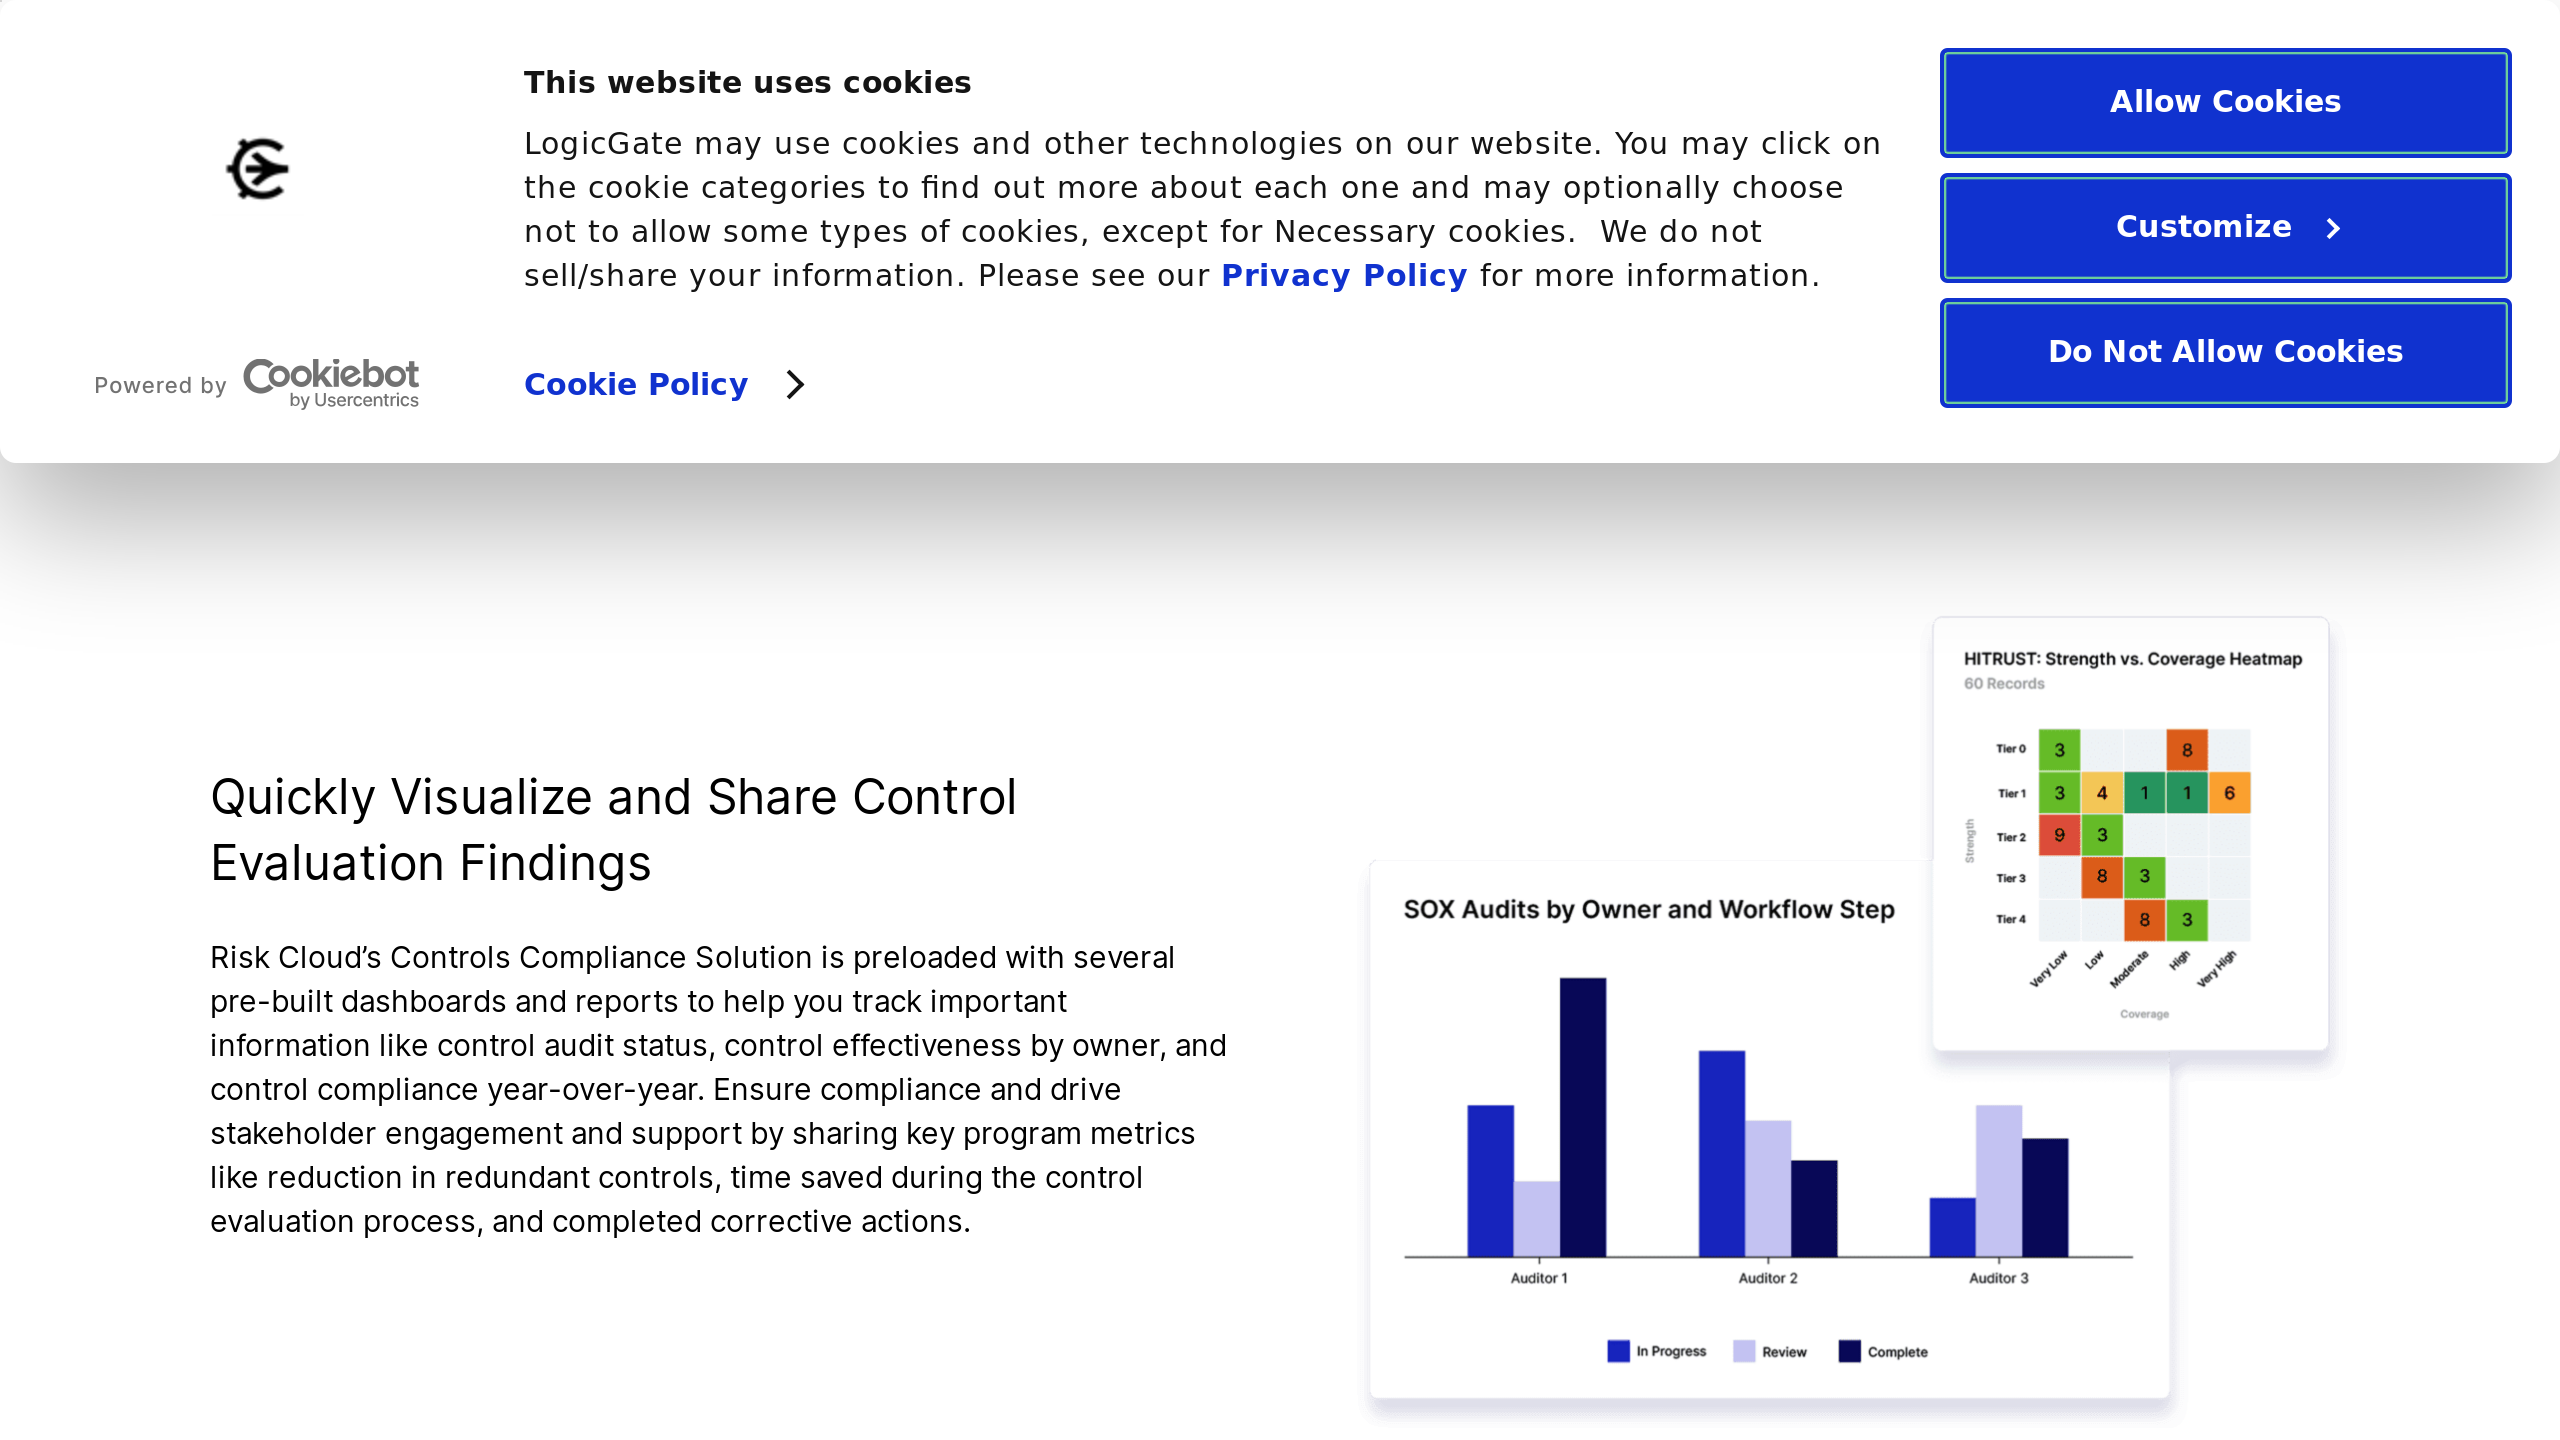 This website uses cookies
LogicGate may use cookies and other technologies on our website. You may click on
the cookie categories to find out more about each one and may optionally choose
not to allow some types of cookies, except for Necessary cookies.  We do not
sell/share your information. Please see our Privacy Policy for more information.
Allow Cookies
Customize
Do Not Allow Cookies
Powered by Cookiebot
by Usercentrics
Cookie Policy
Quickly Visualize and Share Control
Evaluation Findings
Risk Cloud’s Controls Compliance Solution is preloaded with several
pre-built dashboards and reports to help you track important
information like control audit status, control effectiveness by owner, and
control compliance year-over-year. Ensure compliance and drive
stakeholder engagement and support by sharing key program metrics
like reduction in redundant controls, time saved during the control
evaluation process, and completed corrective actions.
HITRUST: Strength vs. Coverage Heatmap
60 Records
Strength
Tier 0 3 8
Tier 1 3 4 1 1 6
Tier 2 9 3
Tier 3 8 3
Tier 4 8 3
Very Low Low Moderate High Very High
Coverage
SOX Audits by Owner and Workflow Step
Auditor 1 Auditor 2 Auditor 3
In Progress Review Complete